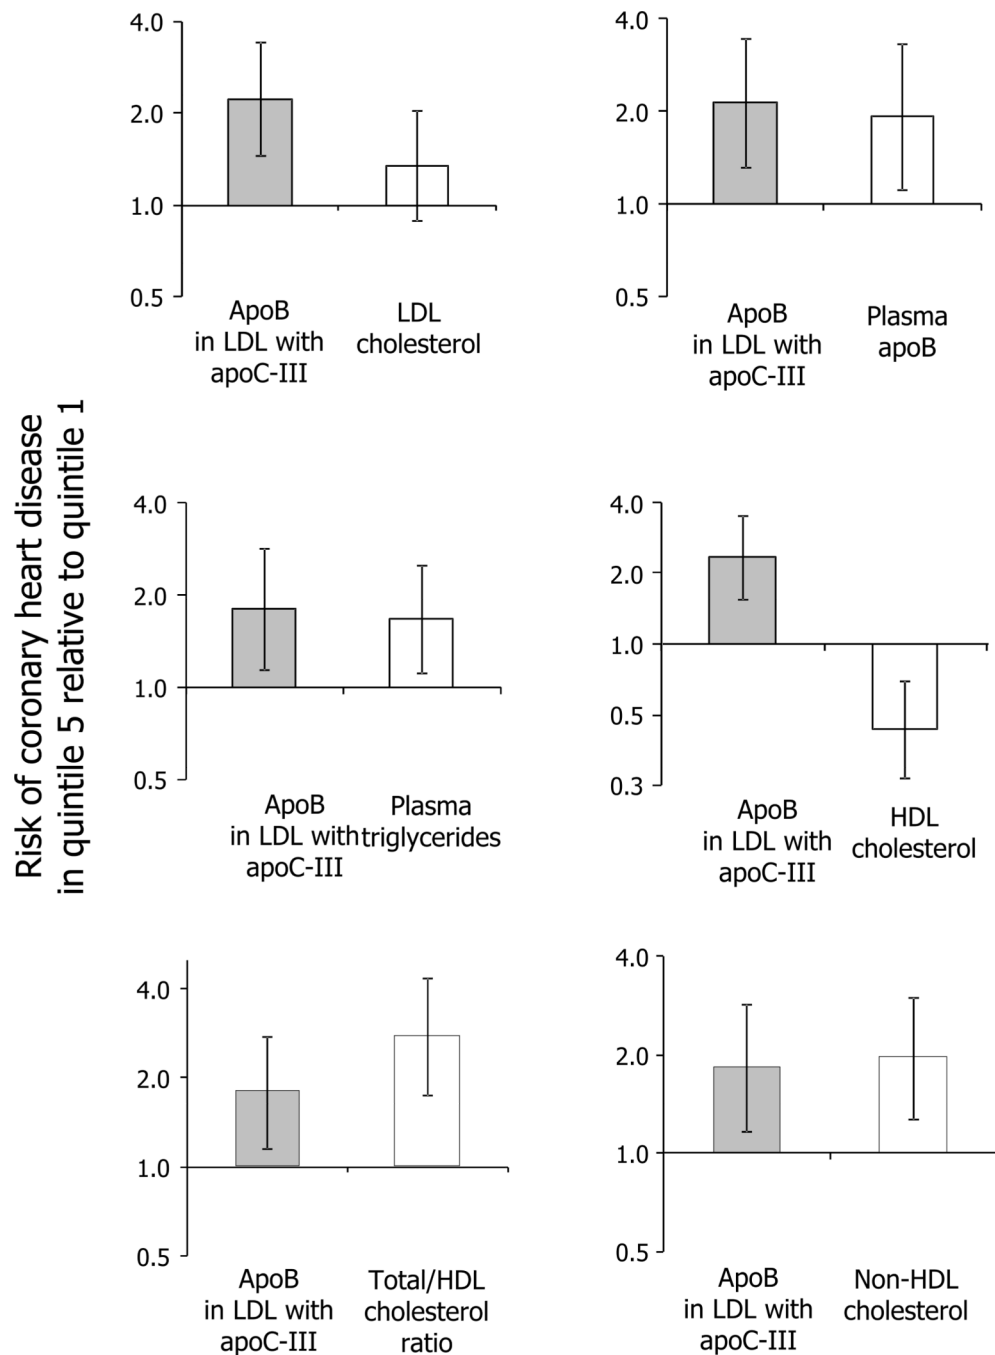 Risk of coronary heart disease
in quintile 5 relative to quintile 1
4.0
2.0
1.0
0.5
ApoB
in LDL with
apoC-III
LDL
cholesterol
4.0
2.0
1.0
0.5
ApoB
in LDL with
apoC-III
Plasma
apoB
4.0
2.0
1.0
0.5
ApoB
in LDL with
apoC-III
Plasma
triglycerides
4.0
2.0
1.0
0.5
0.3
ApoB
in LDL with
apoC-III
HDL
cholesterol
4.0
2.0
1.0
0.5
ApoB
in LDL with
apoC-III
Total/HDL
cholesterol
ratio
4.0
2.0
1.0
0.5
ApoB
in LDL with
apoC-III
Non-HDL
cholesterol